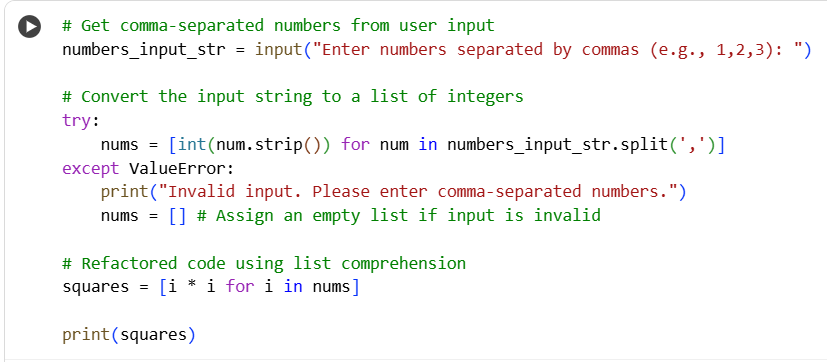 # Get comma-separated numbers from user input
numbers_input_str = input("Enter numbers separated by commas (e.g., 1,2,3): ")
# Convert the input string to a list of integers
try:
    nums = [int(num.strip()) for num in numbers_input_str.split(',')]
except ValueError:
    print("Invalid input. Please enter comma-separated numbers.")
    nums = [] # Assign an empty list if input is invalid
# Refactored code using list comprehension
squares = [i * i for i in nums]
print(squares)